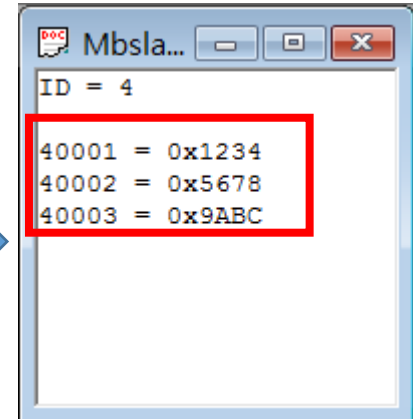 Mbsla...
ID = 4
40001 = 0x1234
40002 = 0x5678
40003 = 0x9ABC